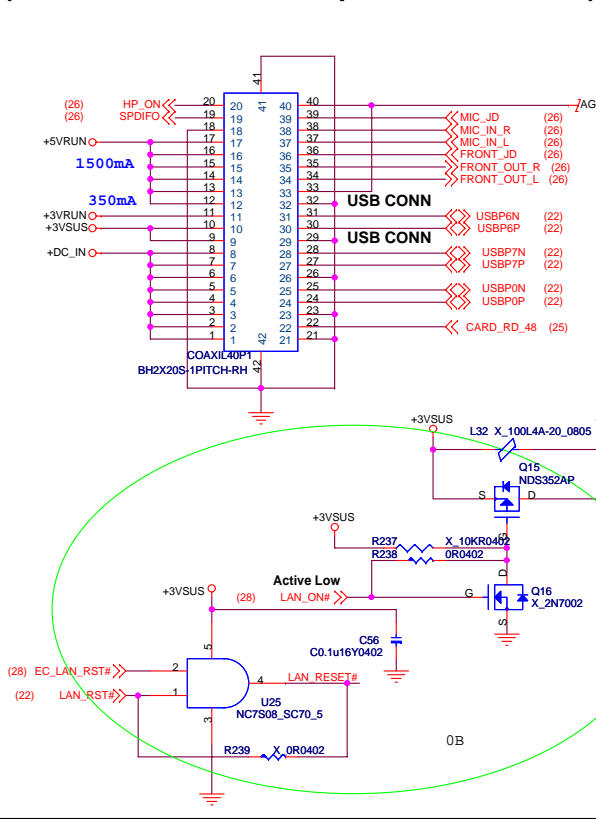 41
(26) HP_ON 20 20 41 40 40 AG
(26) SPDIFO 19 19 39 39 MIC_JD (26)
18 18 38 38 MIC_IN_R (26)
+5VRUN 17 17 37 37 MIC_IN_L (26)
16 16 36 36 FRONT_JD (26)
1500mA 15 15 35 35 FRONT_OUT_R (26)
14 14 34 34 FRONT_OUT_L (26)
13 13 33 33
350mA 12 12 32 32 USB CONN
+3VRUN 11 11 31 31 USBP6N (22)
+3VSUS 10 10 30 30 USBP6P (22)
9 9 29 29 USB CONN
+DC_IN 8 8 28 28 USBP7N (22)
7 7 27 27 USBP7P (22)
6 6 26 26
5 5 25 25 USBP0N (22)
4 4 24 24 USBP0P (22)
3 3 23 23
2 2 22 22 CARD_RD_48 (25)
1 1 42 21 21
COAXIL40P1
BH2X20S-1PITCH-RH 42
+3VSUS
L32 X_100L4A-20_0805
Q15
NDS352AP
S D
G
+3VSUS
R237 X_10KR0402
R238 0R0402
Active Low
(28) LAN_ON#
D
G
Q16
X_2N7002
S
+3VSUS
C56
C0.1u16Y0402
5
(28) EC_LAN_RST# 2
4 LAN_RESET#
(22) LAN_RST# 1
U25
NC7S08_SC70_5
3
R239 X_0R0402
0B